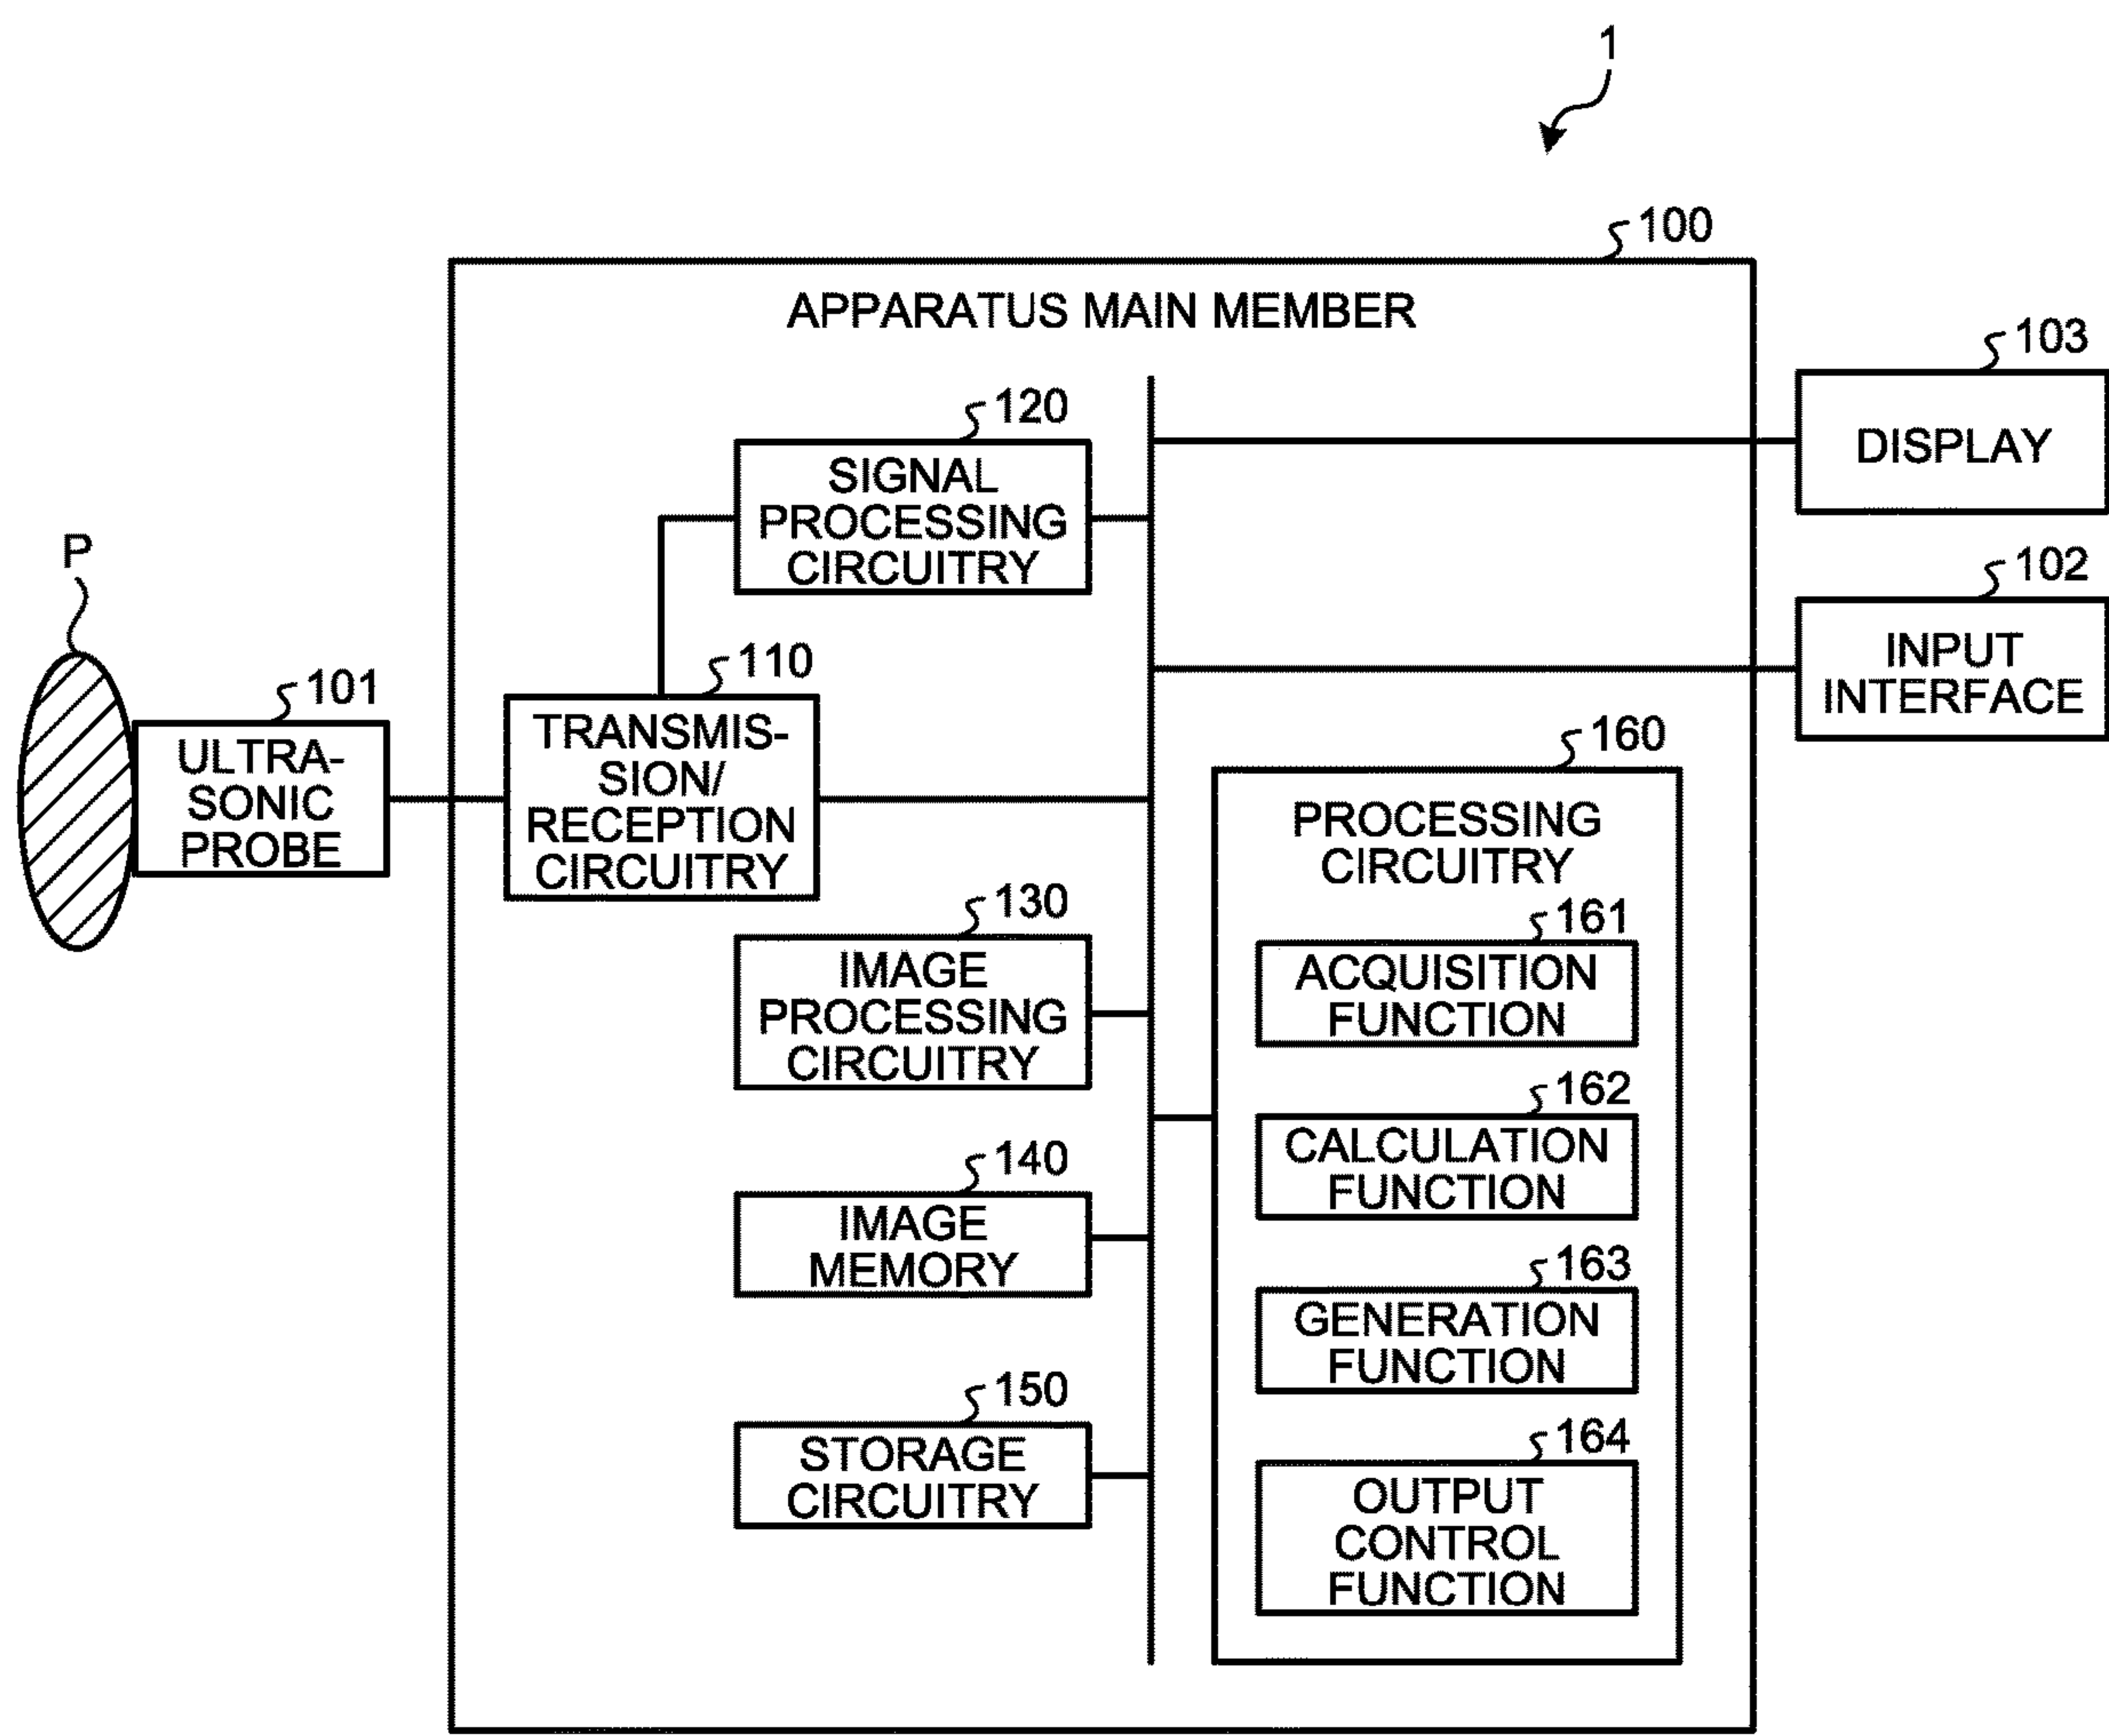 1
100
APPARATUS MAIN MEMBER
103
DISPLAY
120
SIGNAL
PROCESSING
CIRCUITRY
102
INPUT
INTERFACE
P
101
ULTRA-
SONIC
PROBE
110
TRANSMIS-
SION/
RECEPTION
CIRCUITRY
160
PROCESSING
CIRCUITRY
130
IMAGE
PROCESSING
CIRCUITRY
161
ACQUISITION
FUNCTION
140
IMAGE
MEMORY
162
CALCULATION
FUNCTION
163
GENERATION
FUNCTION
150
STORAGE
CIRCUITRY
164
OUTPUT
CONTROL
FUNCTION